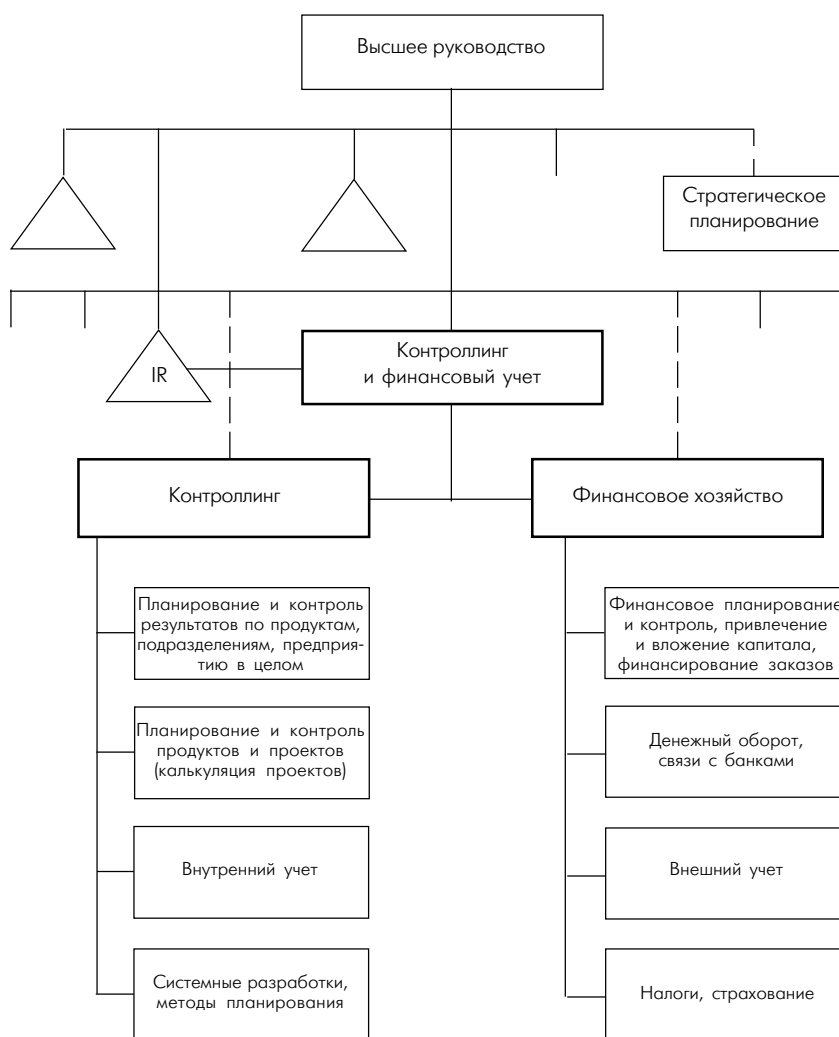 Высшее руководство
Стратегическое
планирование
IR
Контроллинг
и финансовый учет
Контроллинг
Финансовое хозяйство
Планирование и контроль
результатов по продуктам,
подразделениям, предприя-
тию в целом
Планирование и контроль
продуктов и проектов
(калькуляция проектов)
Внутренний учет
Системные разработки,
методы планирования
Финансовое планирование
и контроль, привлечение
и вложение капитала,
финансирование заказов
Денежный оборот,
связи с банками
Внешний учет
Налоги, страхование